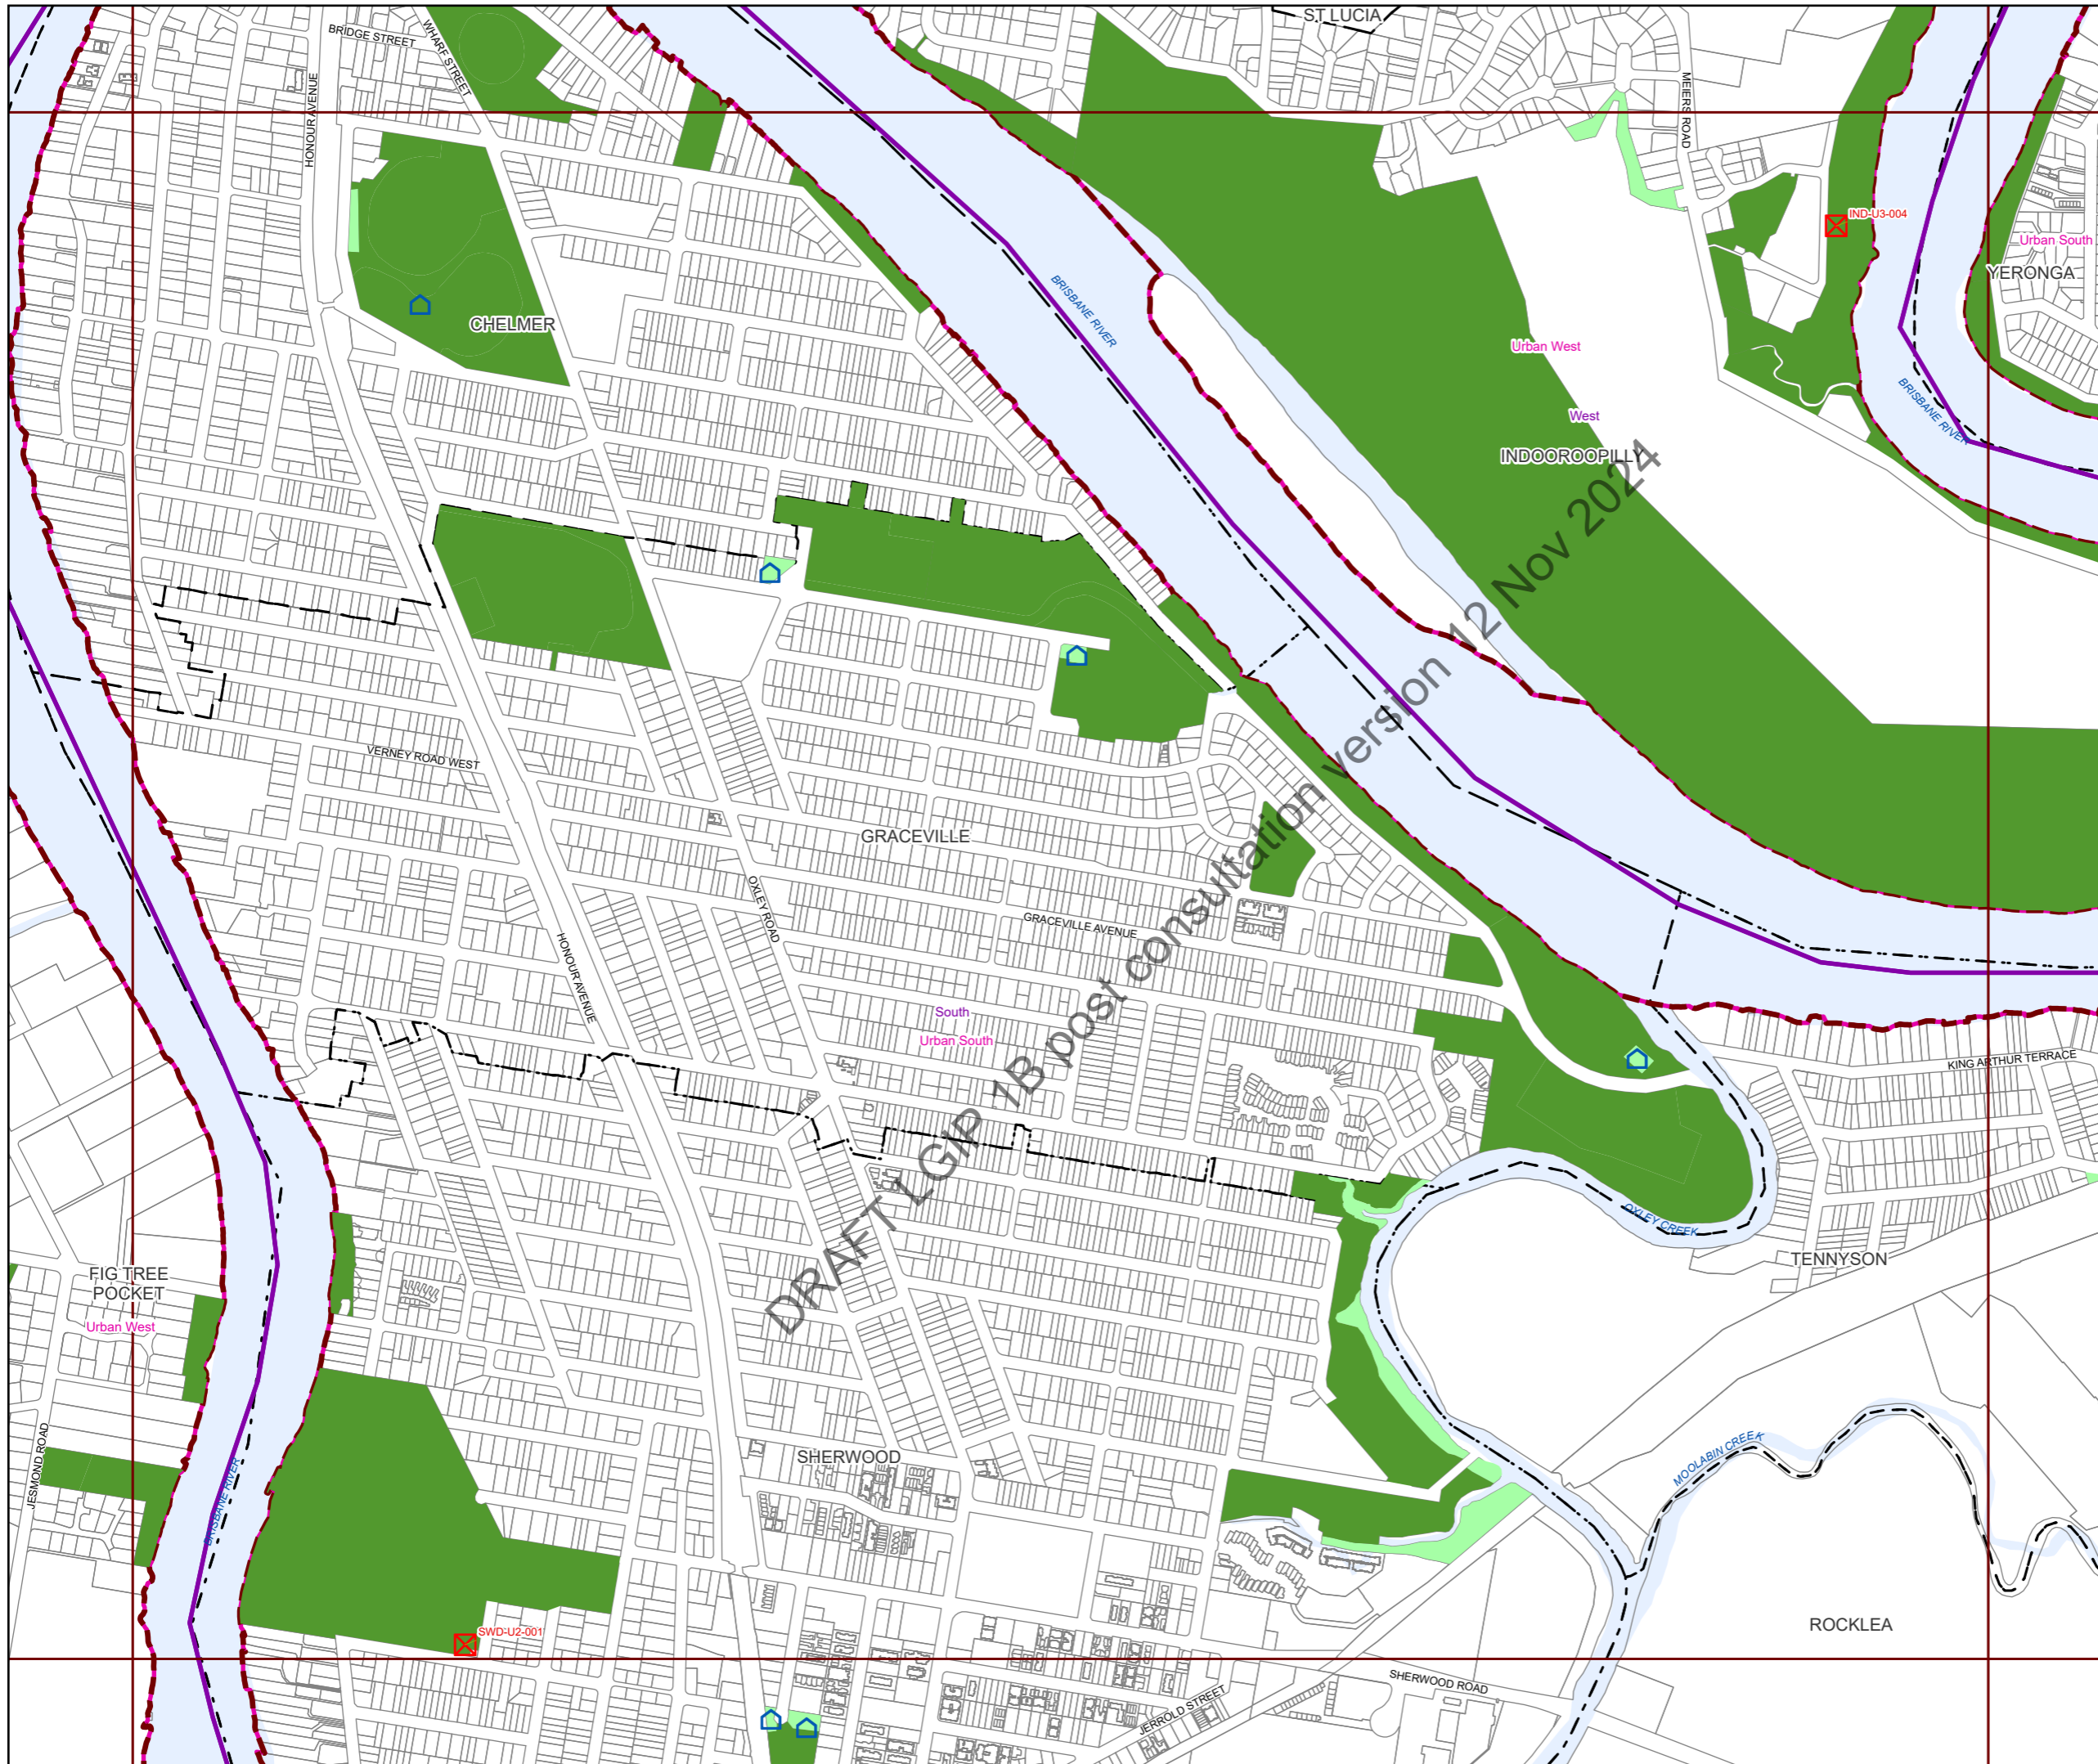 ST LUCIA
BRIDGE STREET
WHARF STREET
HONOUR AVENUE
MEIERS ROAD
IND-U3-004
Urban South
YERONGA
BRISBANE RIVER
CHELMER
Urban West
West
BRISBANE RIVER
INDOOROOPILLY
VERNEY ROAD WEST
GRACEVILLE
OXLEY ROAD
GRACEVILLE AVENUE
HONOUR AVENUE
South
Urban South
DRAFT LGIP 1B post consultation version 12 Nov 2024
KING ARTHUR TERRACE
OXLEY CREEK
TENNYSON
FIG TREE
POCKET
Urban West
JESMOND ROAD
BRISBANE RIVER
SHERWOOD
MOOLABIN CREEK
SWD-U2-001
ROCKLEA
SHERWOOD ROAD
JERROLD STREET